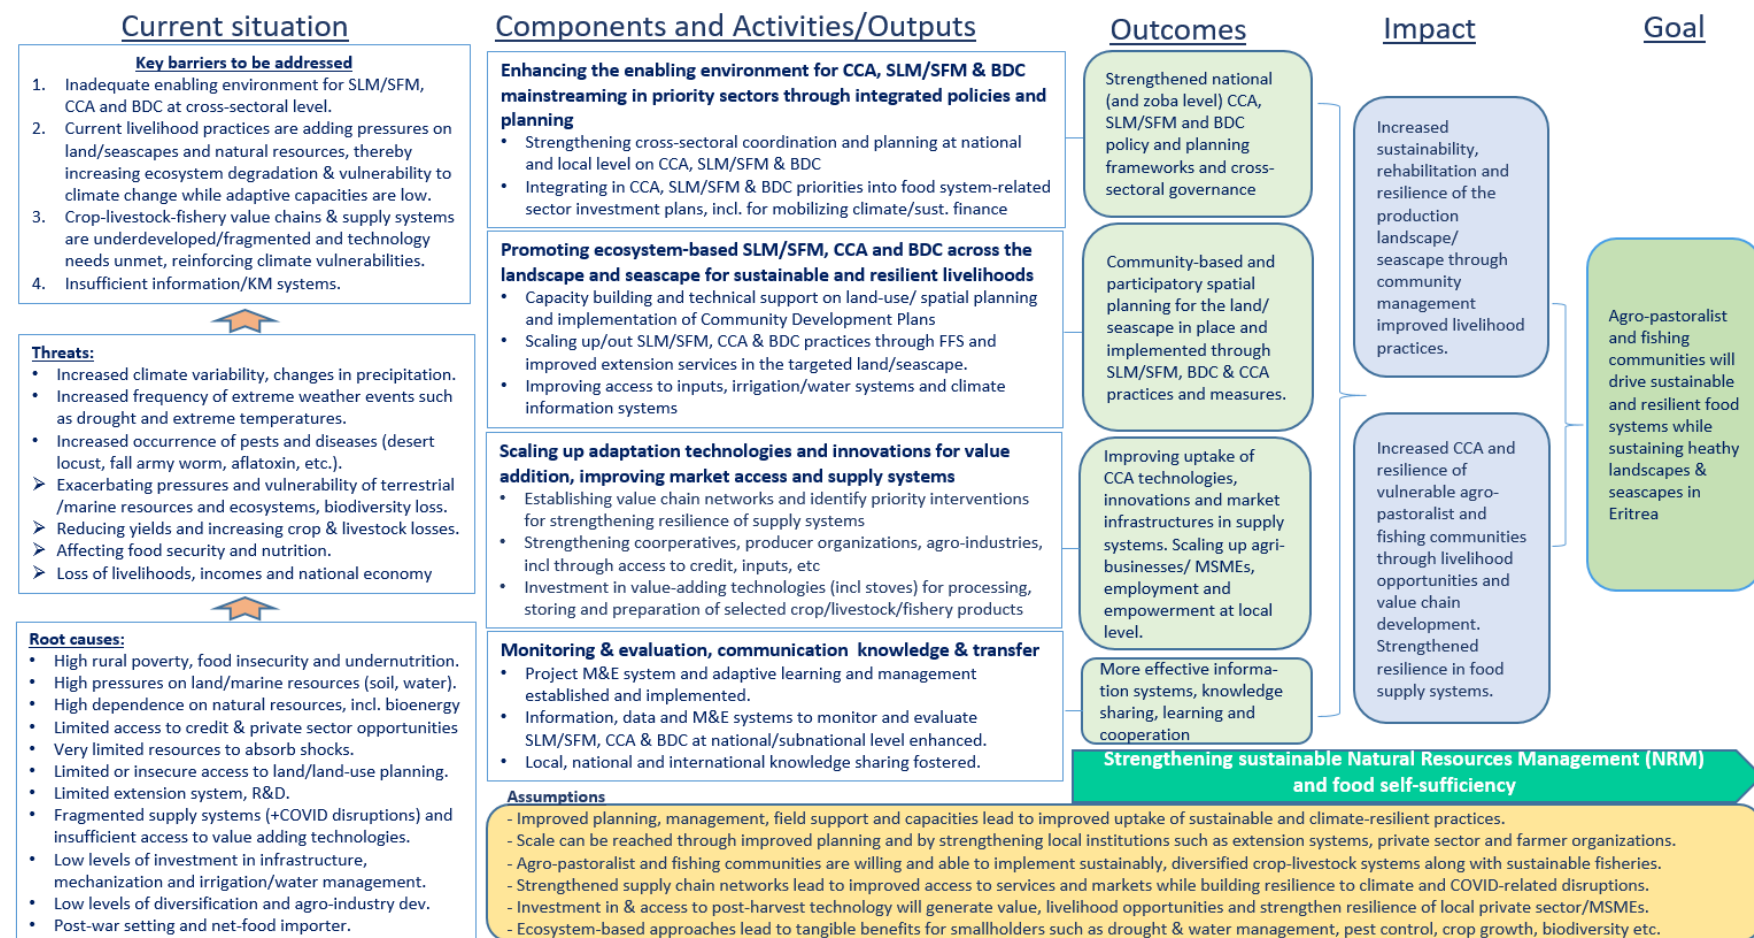 Current situation
Key barriers to be addressed
1. Inadequate enabling environment for SLM/SFM,
CCA and BDC at cross-sectoral level.
2. Current livelihood practices are adding pressures on
land/seascapes and natural resources, thereby
increasing ecosystem degradation & vulnerability to
climate change while adaptive capacities are low.
3. Crop-livestock-fishery value chains & supply systems
are underdeveloped/fragmented and technology
needs unmet, reinforcing climate vulnerabilities.
4. Insufficient information/KM systems.
Threats:
• Increased climate variability, changes in precipitation.
• Increased frequency of extreme weather events such
as drought and extreme temperatures.
• Increased occurrence of pests and diseases (desert
locust, fall army worm, aflatoxin, etc.).
➢ Exacerbating pressures and vulnerability of terrestrial
/marine resources and ecosystems, biodiversity loss.
➢ Reducing yields and increasing crop & livestock losses.
➢ Affecting food security and nutrition.
➢ Loss of livelihoods, incomes and national economy
Root causes:
• High rural poverty, food insecurity and undernutrition.
• High pressures on land/marine resources (soil, water).
• High dependence on natural resources, incl. bioenergy
• Limited access to credit & private sector opportunities
• Very limited resources to absorb shocks.
• Limited or insecure access to land/land-use planning.
• Limited extension system, R&D.
• Fragmented supply systems (+COVID disruptions) and
insufficient access to value adding technologies.
• Low levels of investment in infrastructure,
mechanization and irrigation/water management.
• Low levels of diversification and agro-industry dev.
• Post-war setting and net-food importer.
Components and Activities/Outputs
Enhancing the enabling environment for CCA, SLM/SFM & BDC
mainstreaming in priority sectors through integrated policies and
planning
• Strengthening cross-sectoral coordination and planning at national
and local level on CCA, SLM/SFM & BDC
• Integrating in CCA, SLM/SFM & BDC priorities into food system-related
sector investment plans, incl. for mobilizing climate/sust. finance
Promoting ecosystem-based SLM/SFM, CCA and BDC across the
landscape and seascape for sustainable and resilient livelihoods
• Capacity building and technical support on land-use/ spatial planning
and implementation of Community Development Plans
• Scaling up/out SLM/SFM, CCA & BDC practices through FFS and
improved extension services in the targeted land/seascape.
• Improving access to inputs, irrigation/water systems and climate
information systems
Scaling up adaptation technologies and innovations for value
addition, improving market access and supply systems
• Establishing value chain networks and identify priority interventions
for strengthening resilience of supply systems
• Strengthening coorperatives, producer organizations, agro-industries,
incl through access to credit, inputs, etc
• Investment in value-adding technologies (incl stoves) for processing,
storing and preparation of selected crop/livestock/fishery products
Monitoring & evaluation, communication knowledge & transfer
• Project M&E system and adaptive learning and management
established and implemented.
• Information, data and M&E systems to monitor and evaluate
SLM/SFM, CCA & BDC at national/subnational level enhanced.
• Local, national and international knowledge sharing fostered.
Outcomes
Strengthened national
(and zoba level) CCA,
SLM/SFM and BDC
policy and planning
frameworks and cross-
sectoral governance
Community-based and
participatory spatial
planning for the land/
seascape in place and
implemented through
SLM/SFM, BDC & CCA
practices and measures.
Improving uptake of
CCA technologies,
innovations and market
infrastructures in supply
systems. Scaling up agri-
businesses/ MSMEs,
employment and
empowerment at local
level.
More effective informa-
tion systems, knowledge
sharing, learning and
cooperation
Impact
Increased
sustainability,
rehabilitation and
resilience of the
production
landscape/
seascape through
community
management
improved livelihood
practices.
Increased CCA and
resilience of
vulnerable agro-
pastoralist and
fishing communities
through livelihood
opportunities and
value chain
development.
Strengthened
resilience in food
supply systems.
Goal
Agro-pastoralist
and fishing
communities will
drive sustainable
and resilient food
systems while
sustaining heathy
landscapes &
seascapes in
Eritrea
Strengthening sustainable Natural Resources Management (NRM)
and food self-sufficiency
Assumptions
- Improved planning, management, field support and capacities lead to improved uptake of sustainable and climate-resilient practices.
- Scale can be reached through improved planning and by strengthening local institutions such as extension systems, private sector and farmer organizations.
- Agro-pastoralist and fishing communities are willing and able to implement sustainably, diversified crop-livestock systems along with sustainable fisheries.
- Strengthened supply chain networks lead to improved access to services and markets while building resilience to climate and COVID-related disruptions.
- Investment in & access to post-harvest technology will generate value, livelihood opportunities and strengthen resilience of local private sector/MSMEs.
- Ecosystem-based approaches lead to tangible benefits for smallholders such as drought & water management, pest control, crop growth, biodiversity etc.